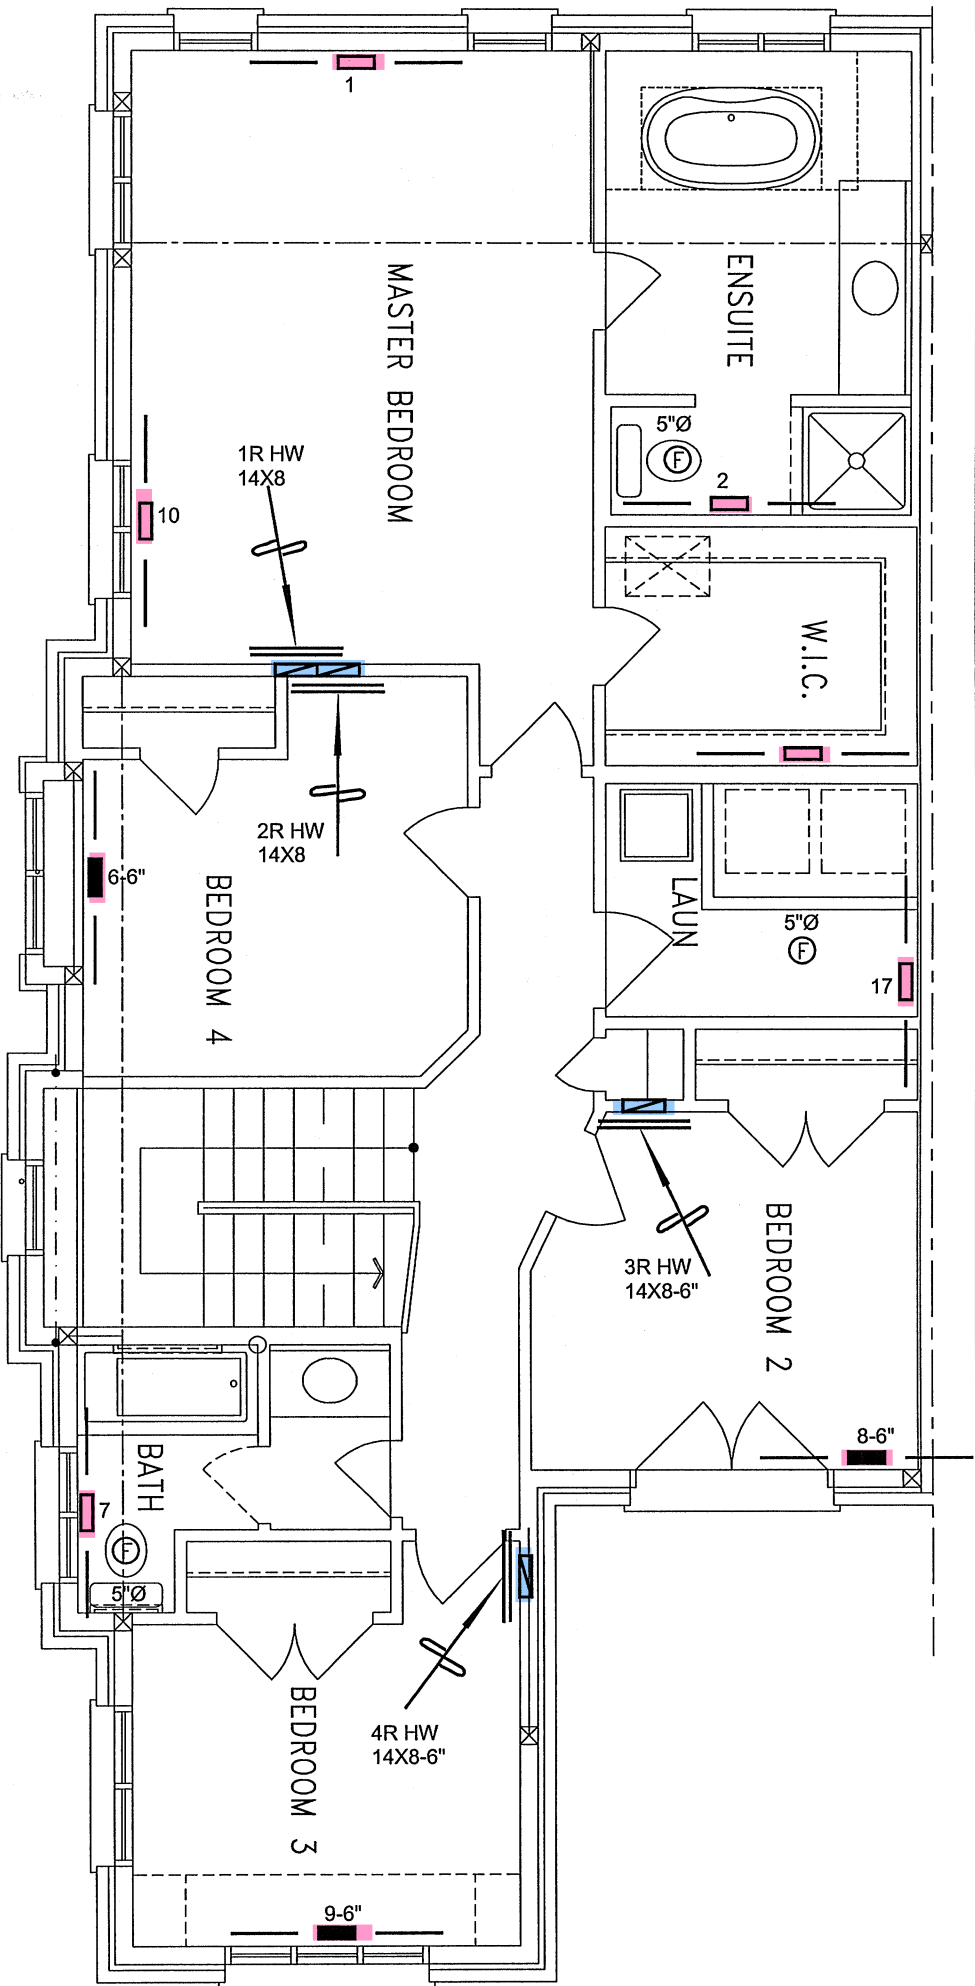 1
MASTER BEDROOM
ENSUITE
5"Ø
F
2
1R HW
14X8
10
W.I.C.
2R HW
14X8
6-6"
BEDROOM 4
LAUN
5"Ø
F
17
3R HW
14X8-6"
BEDROOM 2
8-6"
BATH
7
F
5"Ø
4R HW
14X8-6"
BEDROOM 3
9-6"